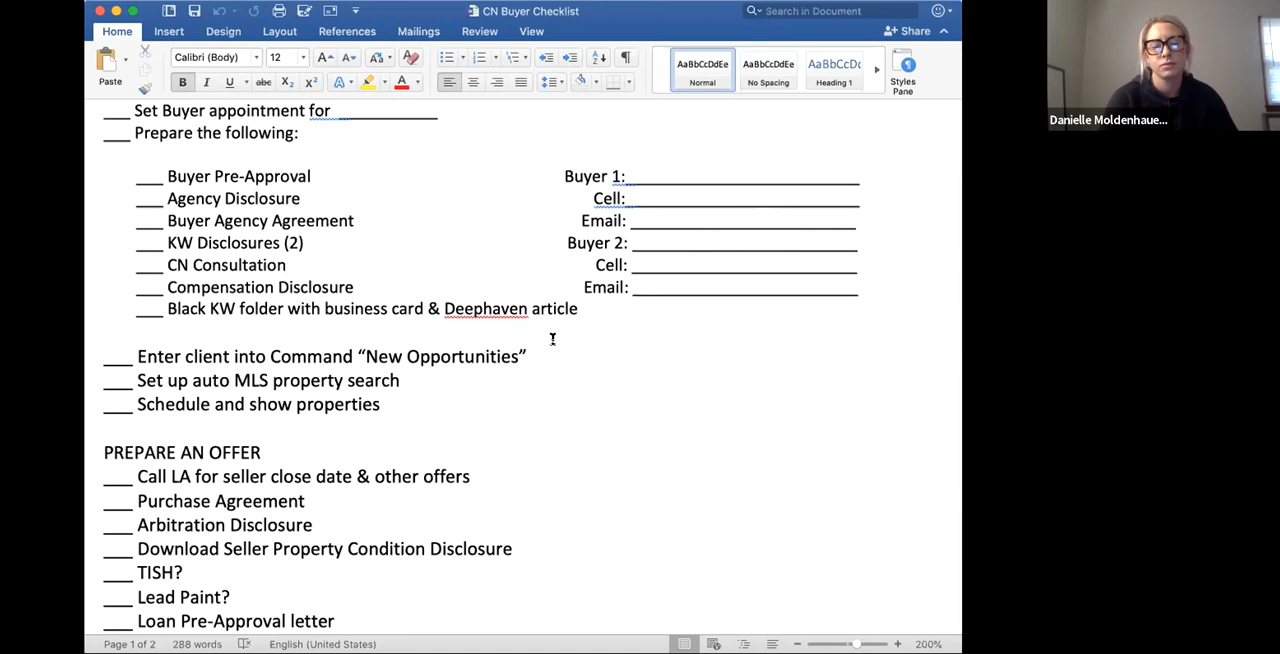 CN Buyer Checklist
Search in Document
Home Insert Design Layout References Mailings Review View Share
Paste
Calibri (Body) 12
AaBbCcDdEe AaBbCcDdEe AaBbCcDc
Normal No Spacing Heading 1
Styles Pane
___ Set Buyer appointment for ____________
___ Prepare the following:
___ Buyer Pre-Approval Buyer 1:__________________________
___ Agency Disclosure Cell:__________________________
___ Buyer Agency Agreement Email: _________________________
___ KW Disclosures (2) Buyer 2: _________________________
___ CN Consultation Cell: _________________________
___ Compensation Disclosure Email: _________________________
___ Black KW folder with business card & Deephaven article
___ Enter client into Command “New Opportunities”
___ Set up auto MLS property search
___ Schedule and show properties
PREPARE AN OFFER
___ Call LA for seller close date & other offers
___ Purchase Agreement
___ Arbitration Disclosure
___ Download Seller Property Condition Disclosure
___ TISH?
___ Lead Paint?
___ Loan Pre-Approval letter
Page 1 of 2 288 words English (United States) 200%
Danielle Moldenhaue...